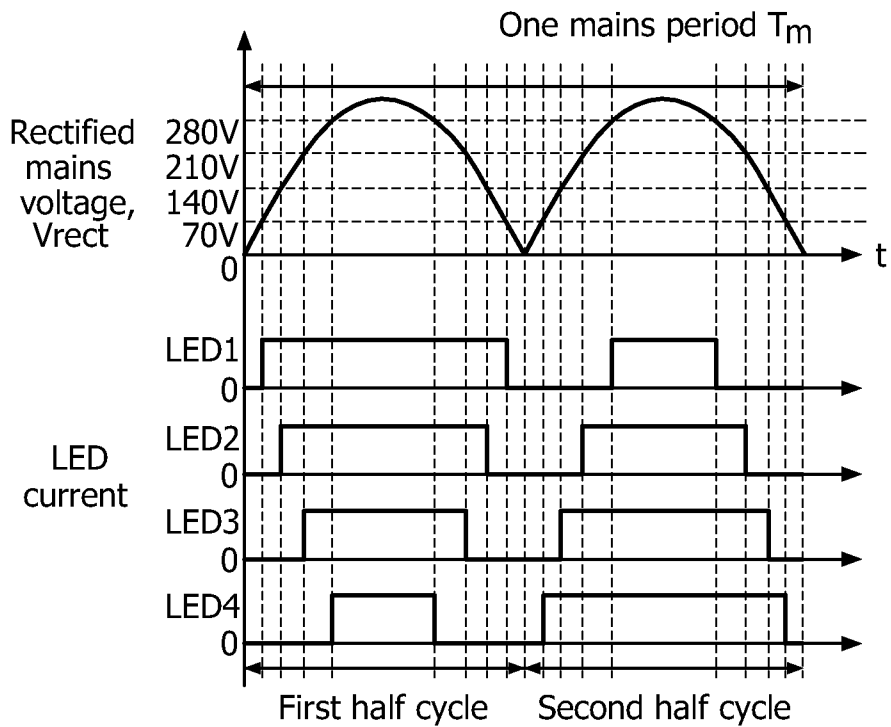 One mains period Tm
Rectified
mains
voltage,
Vrect
280V
210V
140V
70V
0
t
LED1
0
LED2
0
LED
current
LED3
0
LED4
0
First half cycle
Second half cycle